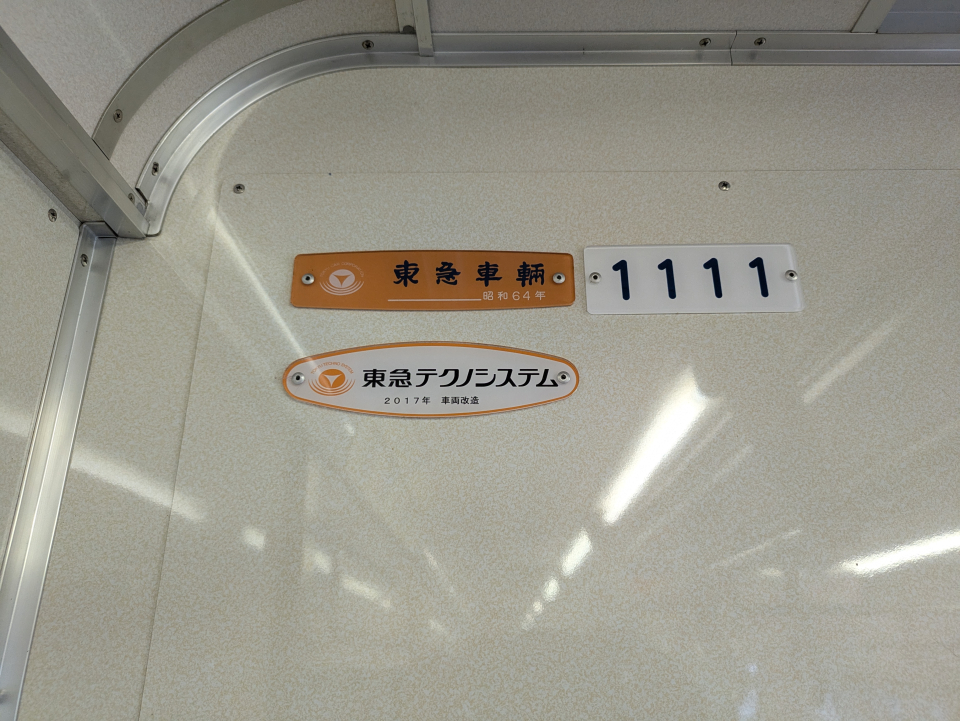 東急車輛
昭和64年
1111
東急テクノシステム
2017年 車両改造